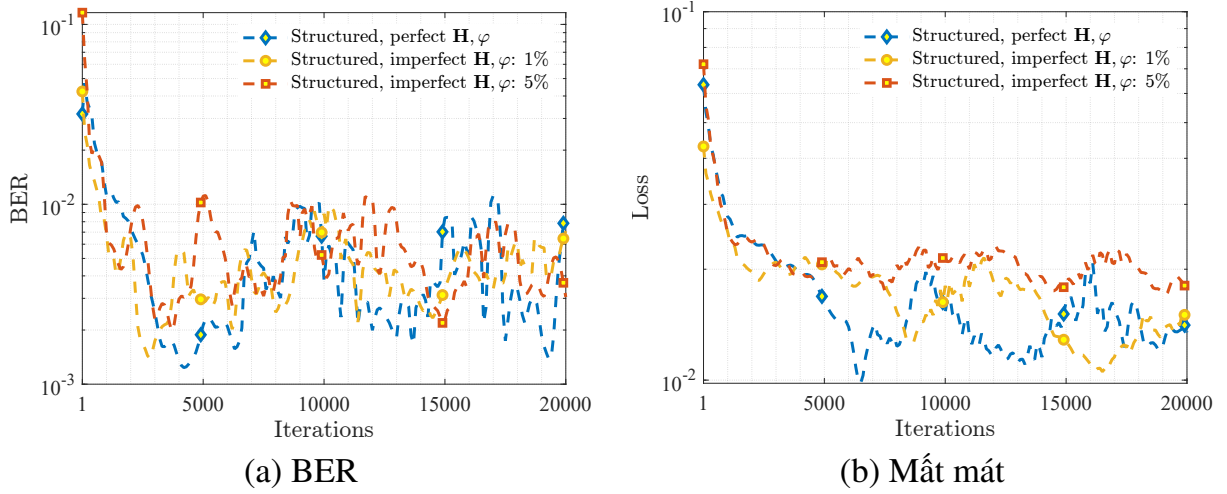 10^-1
Structured, perfect H, φ
Structured, imperfect H, φ: 1%
Structured, imperfect H, φ: 5%
BER
10^-2
10^-3
1 5000 10000 15000 20000
Iterations
(a) BER
10^-1
Structured, perfect H, φ
Structured, imperfect H, φ: 1%
Structured, imperfect H, φ: 5%
Loss
10^-2
1 5000 10000 15000 20000
Iterations
(b) Mất mát